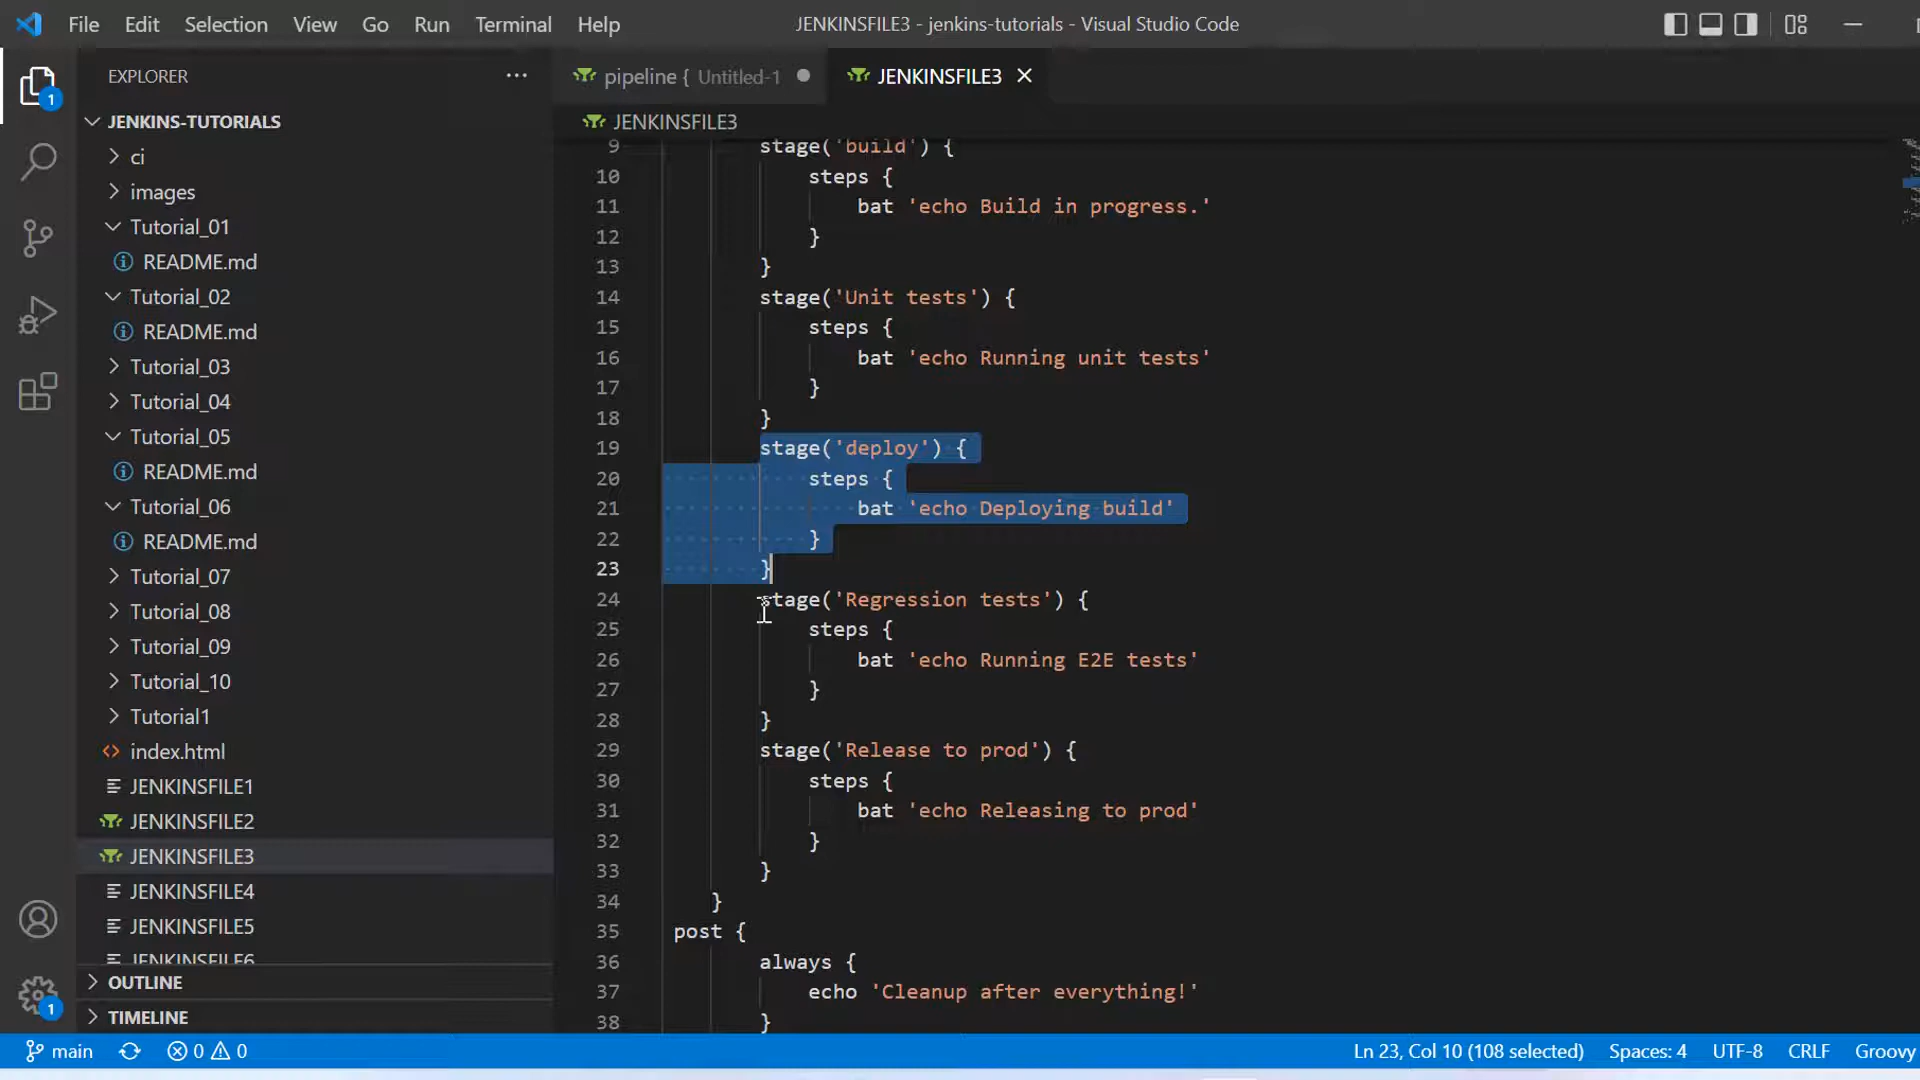 File Edit Selection View Go Run Terminal Help
JENKINSFILE3 - jenkins-tutorials - Visual Studio Code
EXPLORER
pipeline { Untitled-1
JENKINSFILE3
JENKINS-TUTORIALS
ci
images
Tutorial_01
README.md
Tutorial_02
README.md
Tutorial_03
Tutorial_04
Tutorial_05
README.md
Tutorial_06
README.md
Tutorial_07
Tutorial_08
Tutorial_09
Tutorial_10
Tutorial1
index.html
JENKINSFILE1
JENKINSFILE2
JENKINSFILE3
JENKINSFILE4
JENKINSFILE5
JENKINSFILE6
OUTLINE
TIMELINE
1
1
JENKINSFILE3
9 stage('build') {
10 steps {
11 bat 'echo Build in progress.'
12 }
13 }
14 stage('Unit tests') {
15 steps {
16 bat 'echo Running unit tests'
17 }
18 }
19 stage('deploy') {
20 steps {
21 bat 'echo Deploying build'
22 }
23 }
24 stage('Regression tests') {
25 steps {
26 bat 'echo Running E2E tests'
27 }
28 }
29 stage('Release to prod') {
30 steps {
31 bat 'echo Releasing to prod'
32 }
33 }
34 }
35 post {
36 always {
37 echo 'Cleanup after everything!'
38 }
main 0 0 Ln 23, Col 10 (108 selected) Spaces: 4 UTF-8 CRLF Groovy